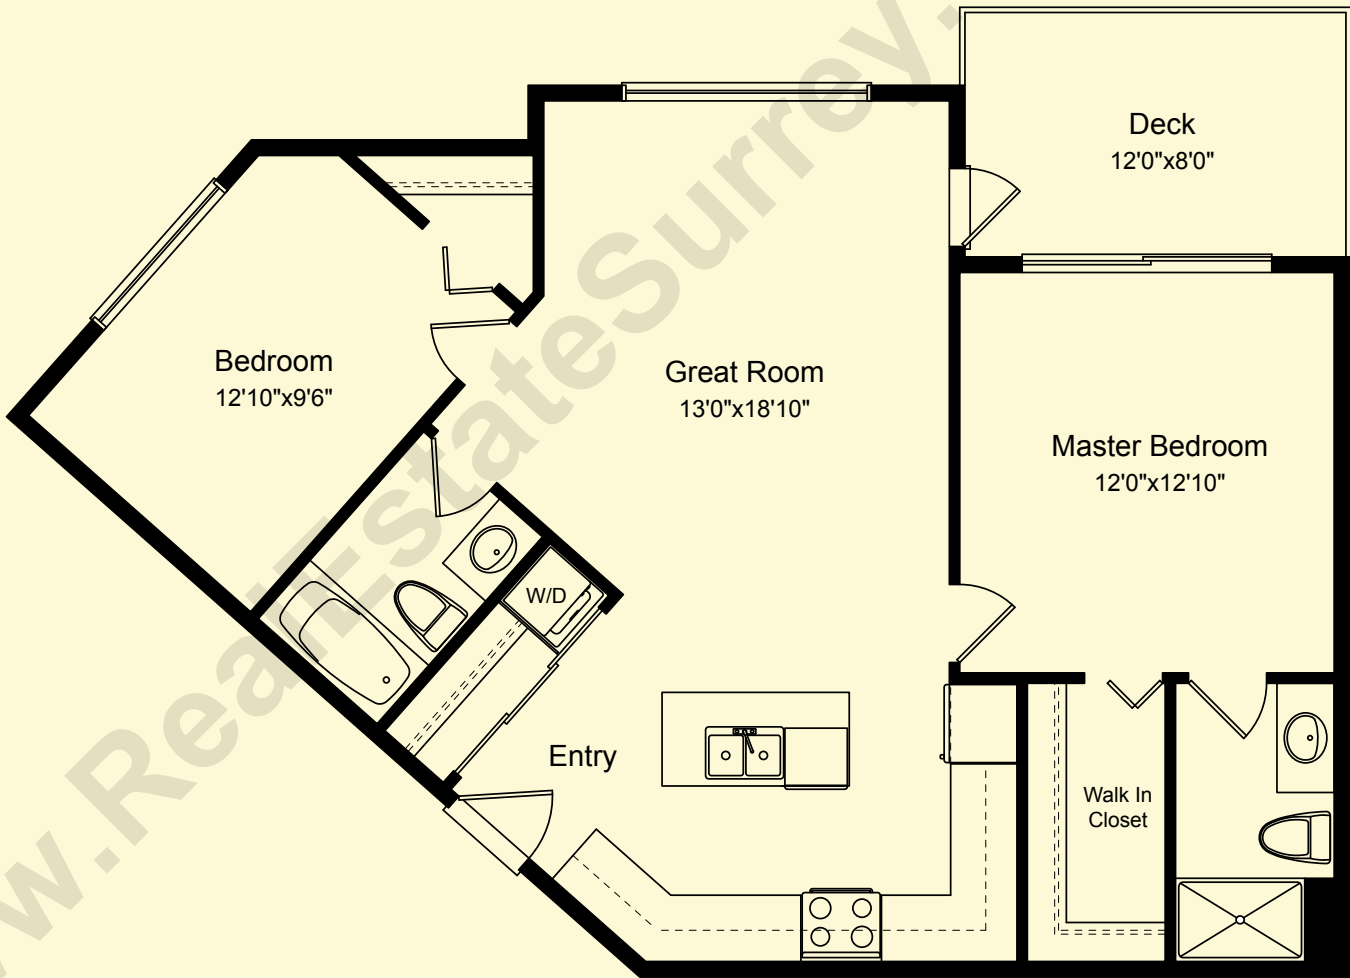 Deck
12'0"x8'0"
Bedroom
12'10"x9'6"
Great Room
13'0"x18'10"
Master Bedroom
12'0"x12'10"
W/D
Entry
Walk In
Closet
w.RealEstateSurrey.